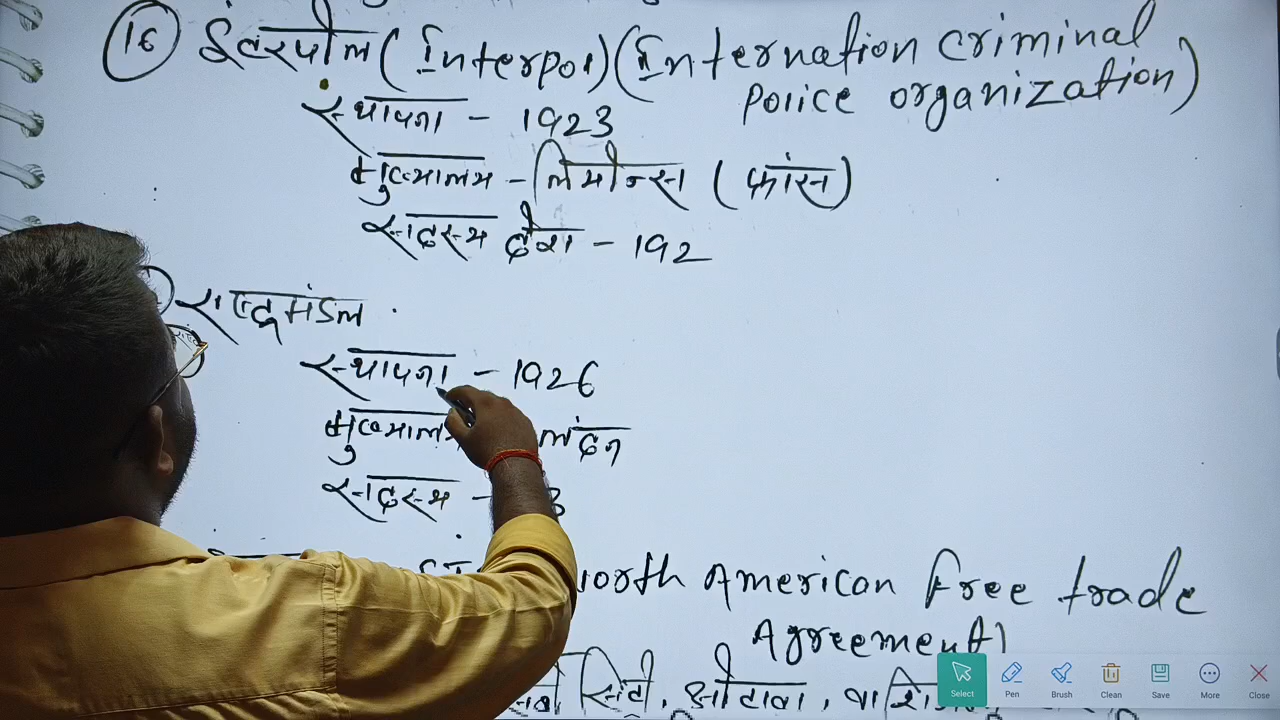 16 इंटरपोल (Interpol) (Internation criminal
police organization)
स्थापना - 1923
मुख्यालय - लियोन्स (फ्रांस)
सदस्य देश - 192
राष्ट्रमंडल
स्थापना - 1926
मुख्यालय लंदन
सदस्य -
North American Free trade
Agreement)
सिटी, ओटावा,
Select Pen Brush Clean Save More Close